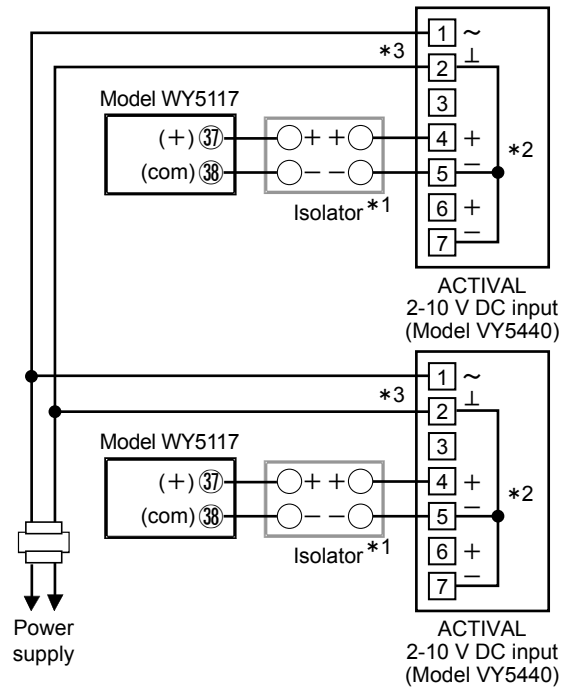 1 ~
*3
2 ⊥
Model WY5117
3
(+) ㊲ + + 4 +
*2
(com) ㊳ − − 5 −
Isolator *1
6 +
7 −
ACTIVAL
2-10 V DC input
(Model VY5440)
1 ~
*3
2 ⊥
Model WY5117
3
(+) ㊲ + + 4 +
*2
(com) ㊳ − − 5 −
Isolator *1
6 +
7 −
Power
supply
ACTIVAL
2-10 V DC input
(Model VY5440)